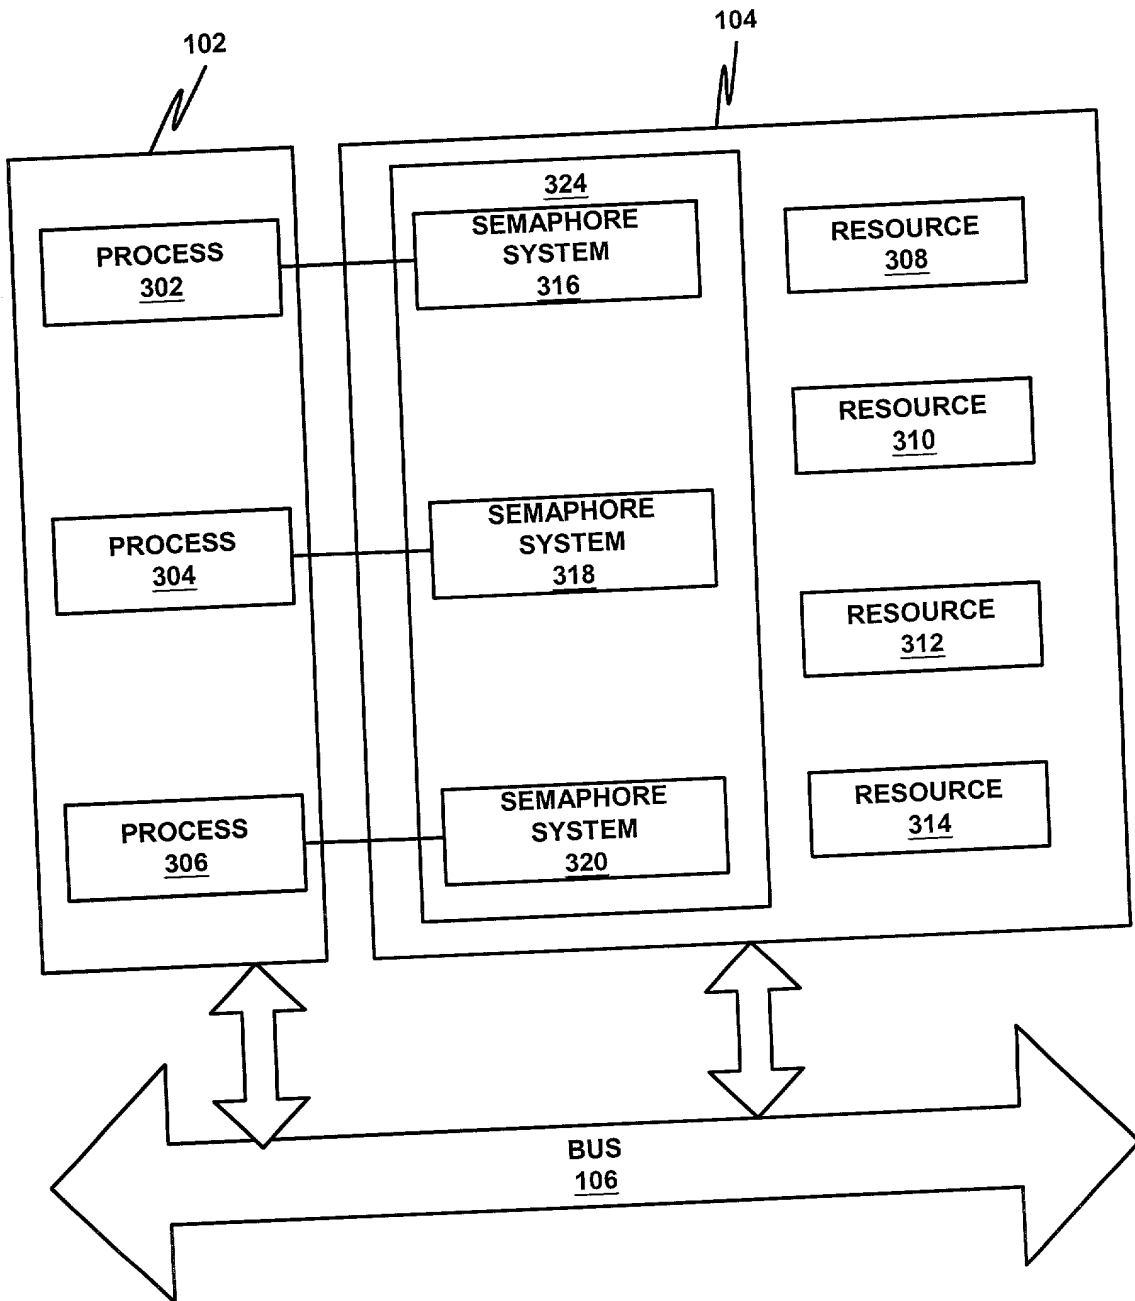 102
104
324
PROCESS
302
SEMAPHORE
SYSTEM
316
RESOURCE
308
RESOURCE
310
PROCESS
304
SEMAPHORE
SYSTEM
318
RESOURCE
312
PROCESS
306
SEMAPHORE
SYSTEM
320
RESOURCE
314
BUS
106